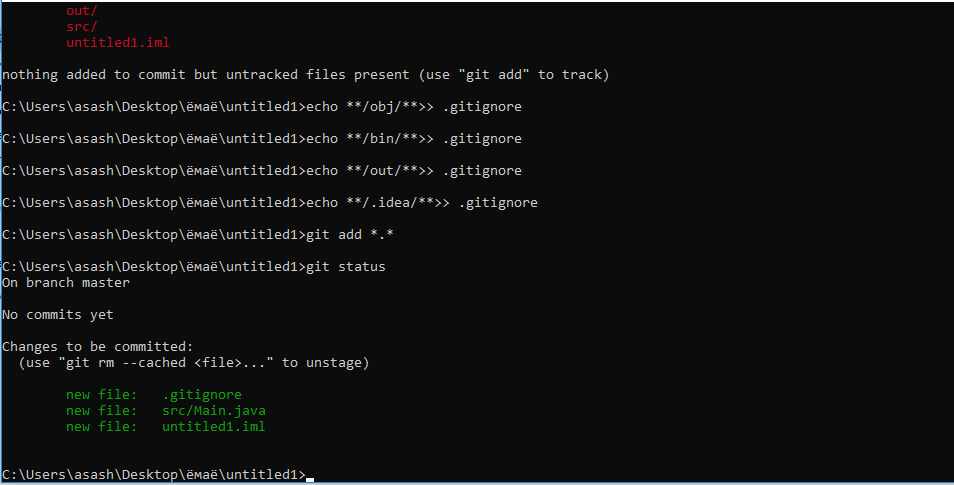 out/
src/
untitled1.iml
nothing added to commit but untracked files present (use "git add" to track)
C:\Users\asash\Desktop\ёмаё\untitled1>echo **/obj/**>> .gitignore
C:\Users\asash\Desktop\ёмаё\untitled1>echo **/bin/**>> .gitignore
C:\Users\asash\Desktop\ёмаё\untitled1>echo **/out/**>> .gitignore
C:\Users\asash\Desktop\ёмаё\untitled1>echo **/.idea/**>> .gitignore
C:\Users\asash\Desktop\ёмаё\untitled1>git add *.*
C:\Users\asash\Desktop\ёмаё\untitled1>git status
On branch master
No commits yet
Changes to be committed:
(use "git rm --cached <file>..." to unstage)
new file:   .gitignore
new file:   src/Main.java
new file:   untitled1.iml
C:\Users\asash\Desktop\ёмаё\untitled1>